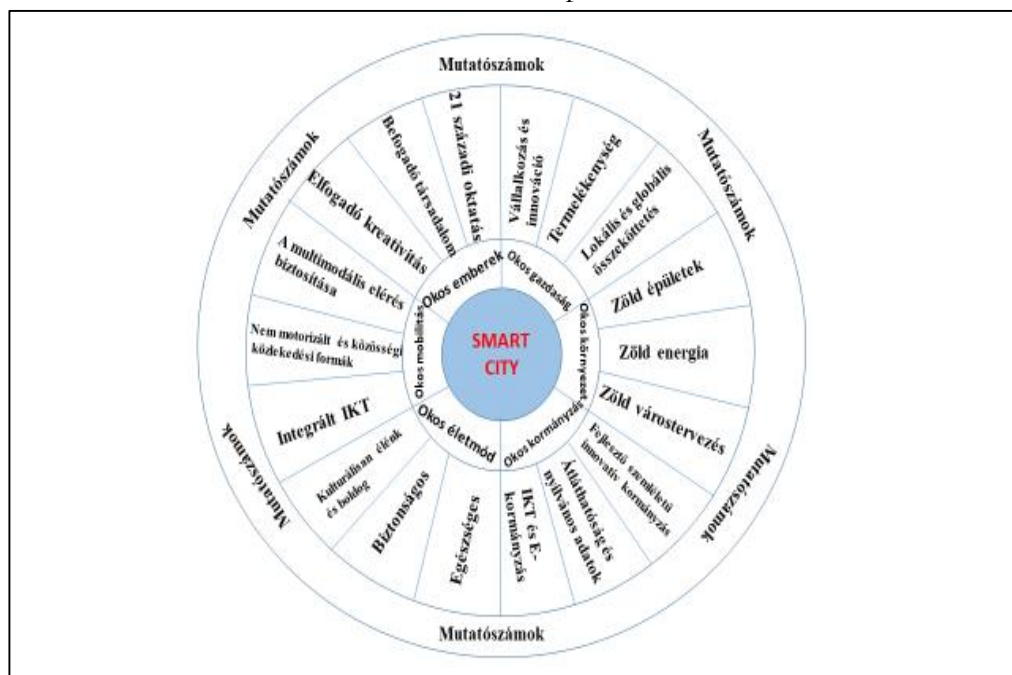 Mutatószámok
Mutatószámok
Mutatószámok
Mutatószámok
Mutatószámok
Mutatószámok
21 századi oktatás
Vállalkozás és
innováció
Termelékenység
Lokális és globális
összeköttetés
Zöld épületek
Zöld energia
Zöld várostervezés
Fejlesztő szemléletű
innovatív kormányzás
Átláthatóság és
nyilvános adatok
IKT és E-
kormányzás
Egészséges
Biztonságos
Kulturálisan élénk
és boldog
Integrált IKT
Nem motorizált és közösségi
közlekedési formák
A multimodális elérés
biztosítása
Elfogadó kreativitás
Befogadó társadalom
Okos emberek
Okos gazdaság
Okos környezet
Okos kormányzás
Okos életmód
Okos mobilitás
SMART
CITY